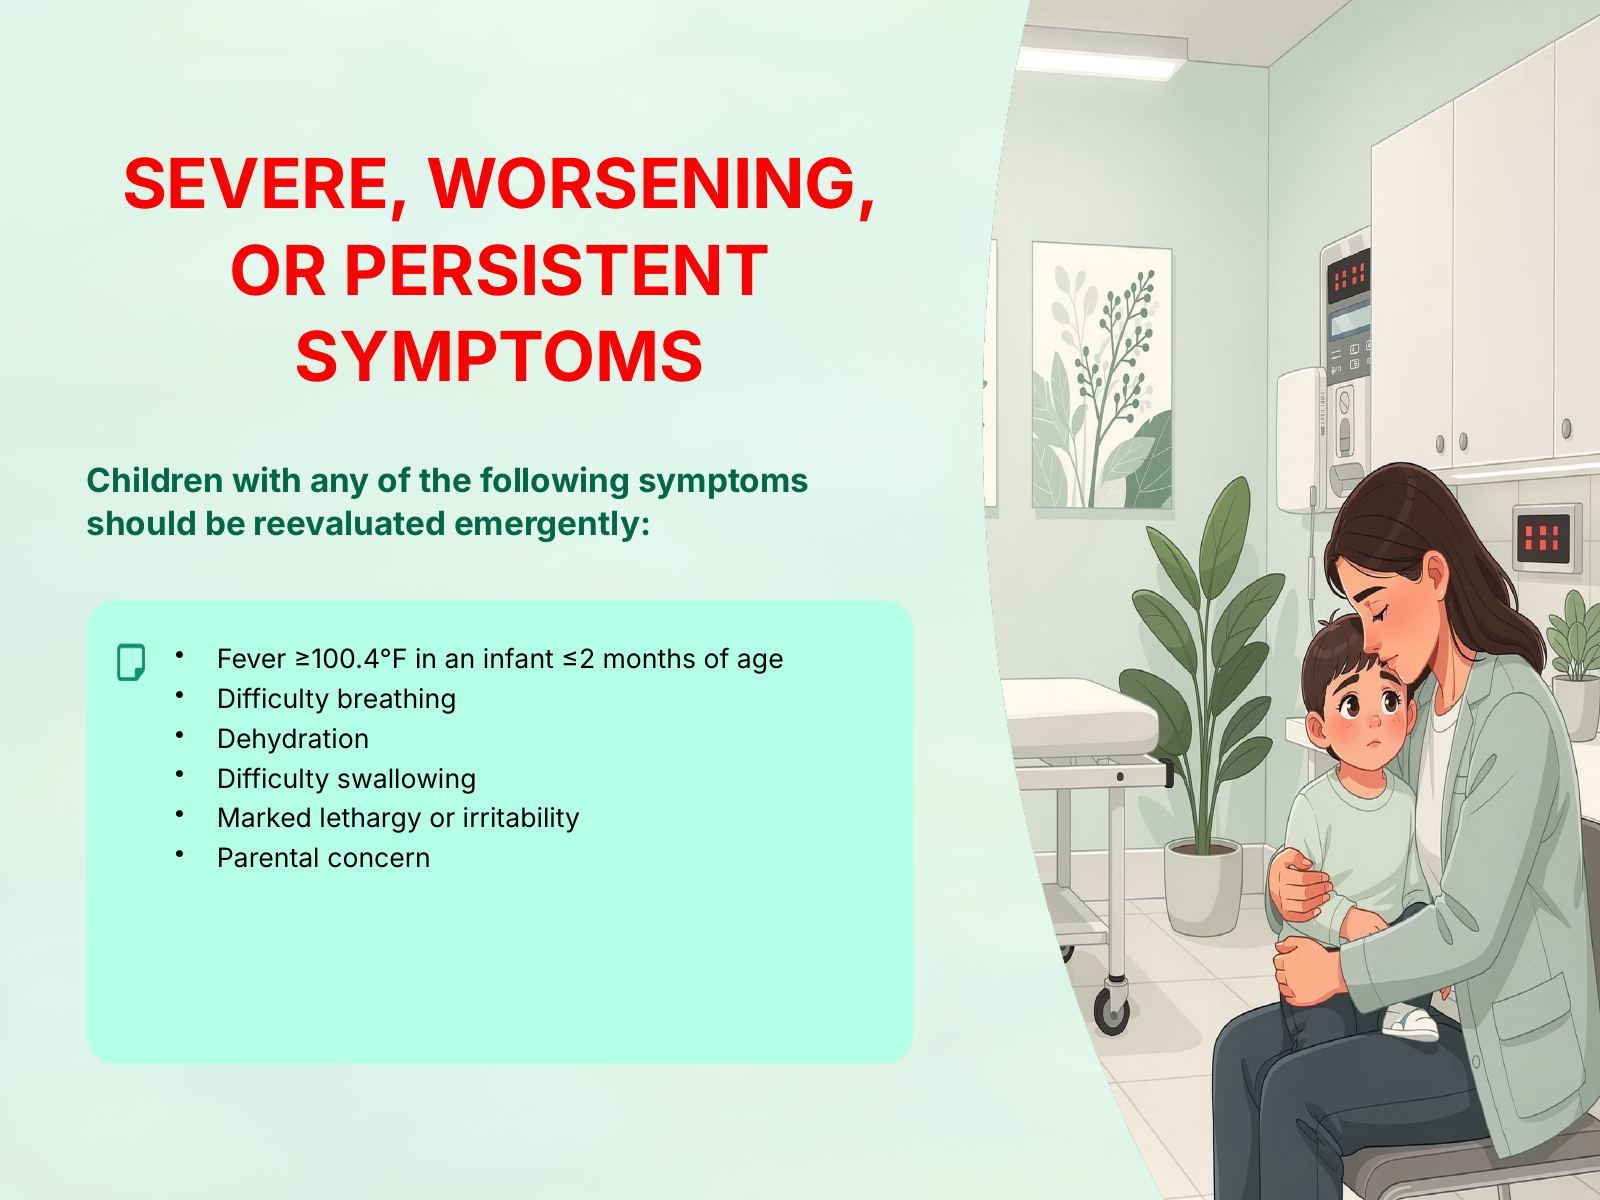 SEVERE, WORSENING,
OR PERSISTENT
SYMPTOMS
Children with any of the following symptoms
should be reevaluated emergently:
• Fever ≥100.4°F in an infant ≤2 months of age
• Difficulty breathing
• Dehydration
• Difficulty swallowing
• Marked lethargy or irritability
• Parental concern